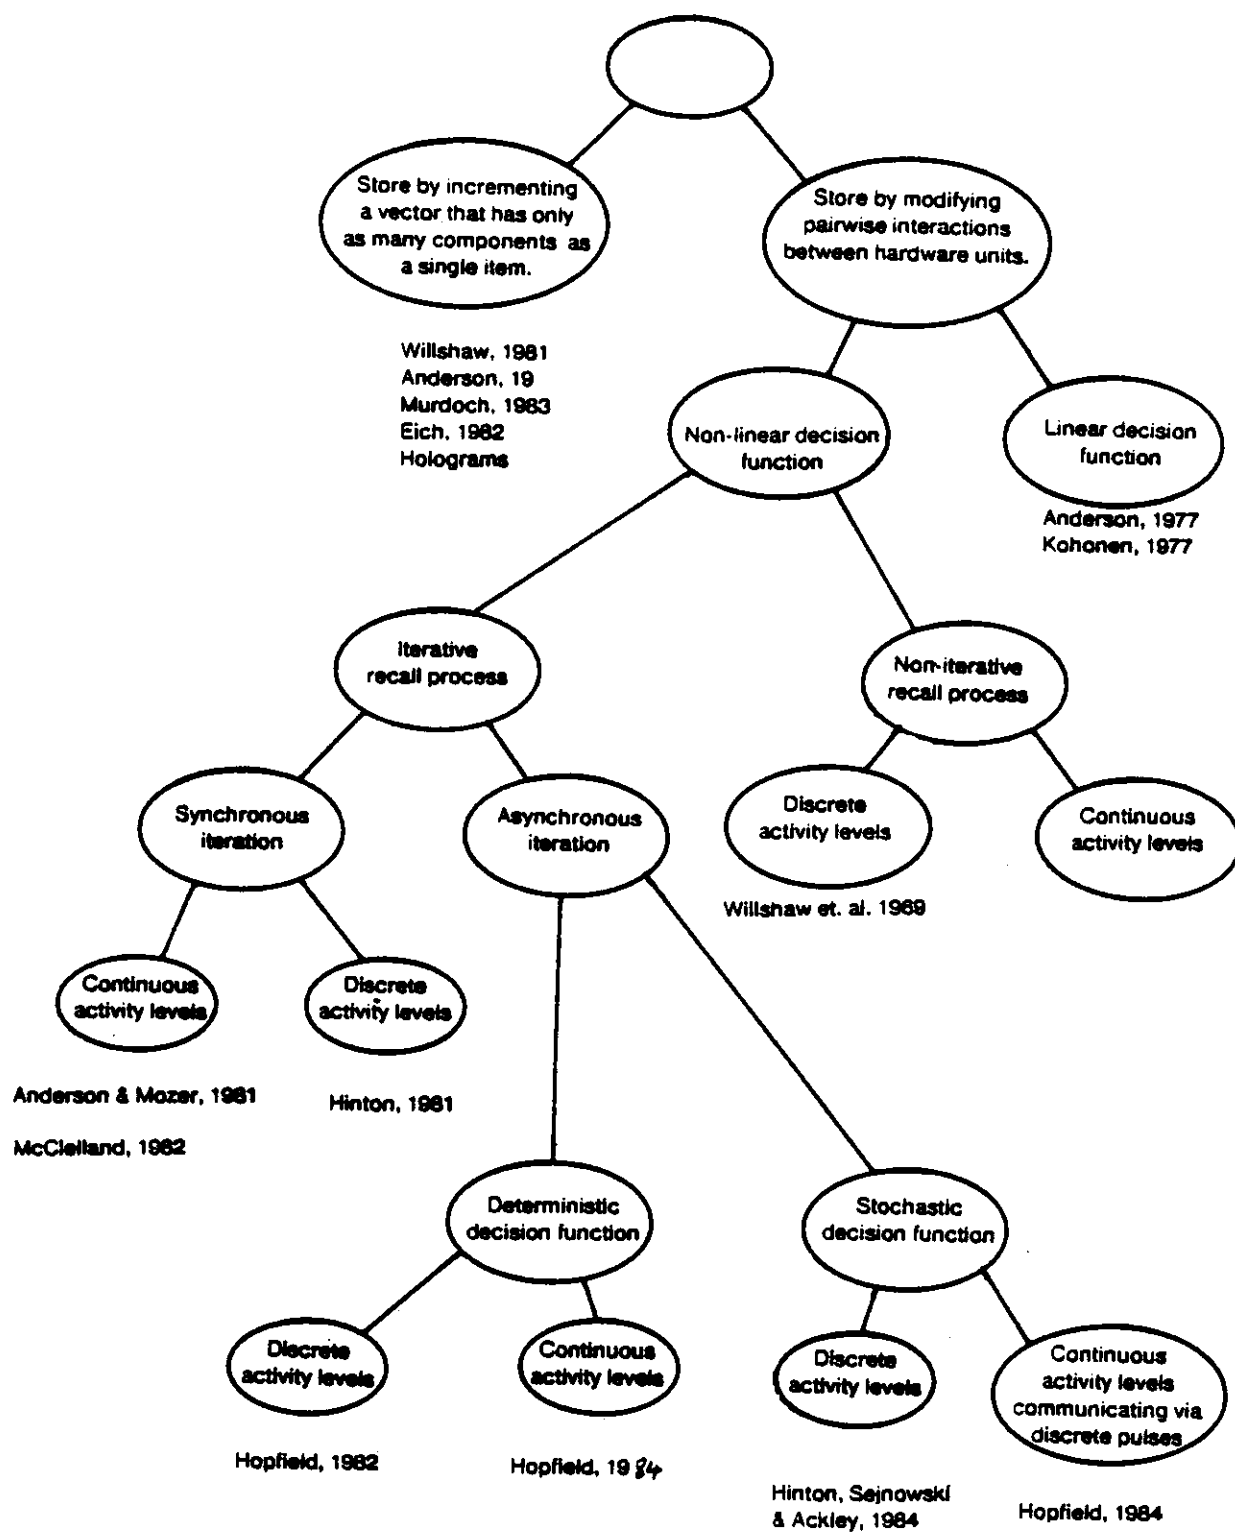 Store by incrementing
a vector that has only
as many components as
a single item.
Store by modifying
pairwise interactions
between hardware units.
Willshaw, 1981
Anderson, 19
Murdoch, 1983
Eich, 1982
Holograms
Non-linear decision
function
Linear decision
function
Anderson, 1977
Kohonen, 1977
Iterative
recall process
Non-iterative
recall process
Synchronous
iteration
Asynchronous
iteration
Discrete
activity levels
Continuous
activity levels
Willshaw et. al. 1969
Continuous
activity levels
Discrete
activity levels
Anderson & Mozer, 1981
McClelland, 1982
Hinton, 1981
Deterministic
decision function
Stochastic
decision function
Discrete
activity levels
Continuous
activity levels
Discrete
activity levels
Continuous
activity levels
communicating via
discrete pulses
Hopfield, 1982
Hopfield, 1984
Hinton, Sejnowski
& Ackley, 1984
Hopfield, 1984